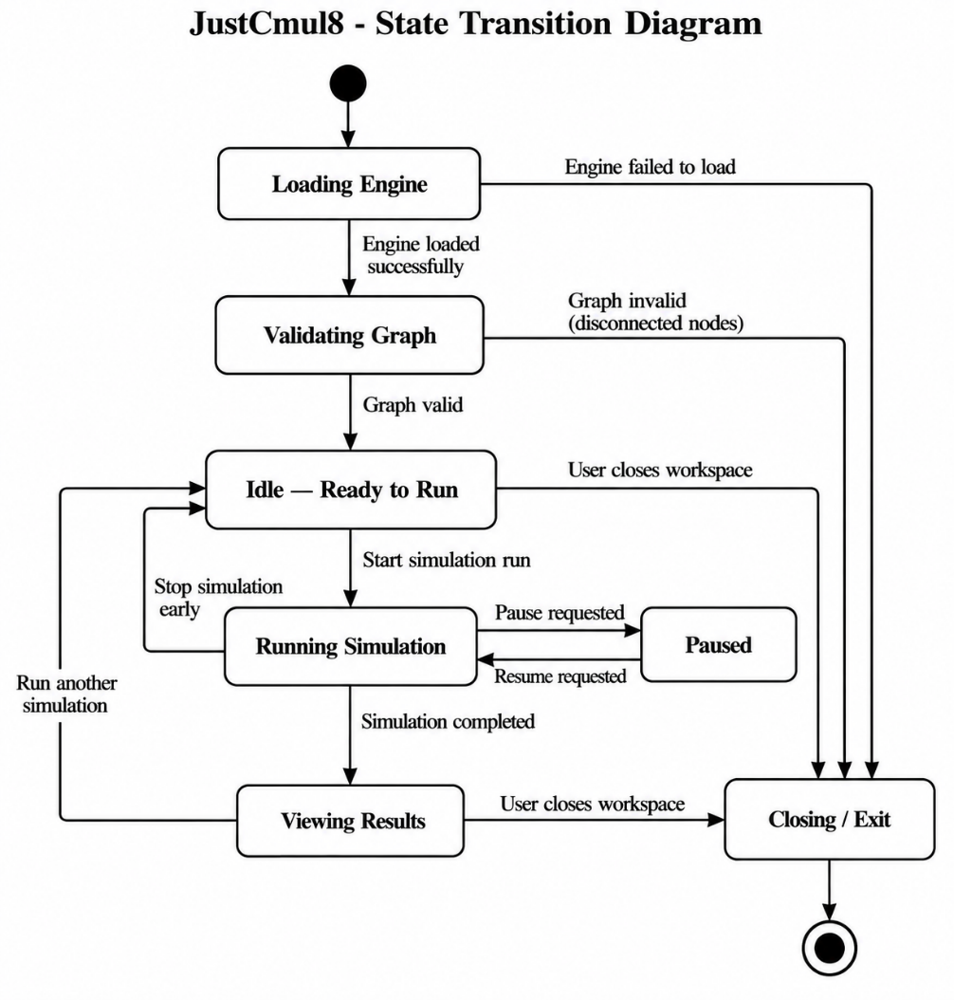 JustCmul8 - State Transition Diagram
Loading Engine
Engine failed to load
Engine loaded
successfully
Graph invalid
(disconnected nodes)
Validating Graph
Graph valid
User closes workspace
Idle — Ready to Run
Start simulation run
Stop simulation
early
Pause requested
Running Simulation
Paused
Resume requested
Run another
simulation
Simulation completed
User closes workspace
Viewing Results
Closing / Exit